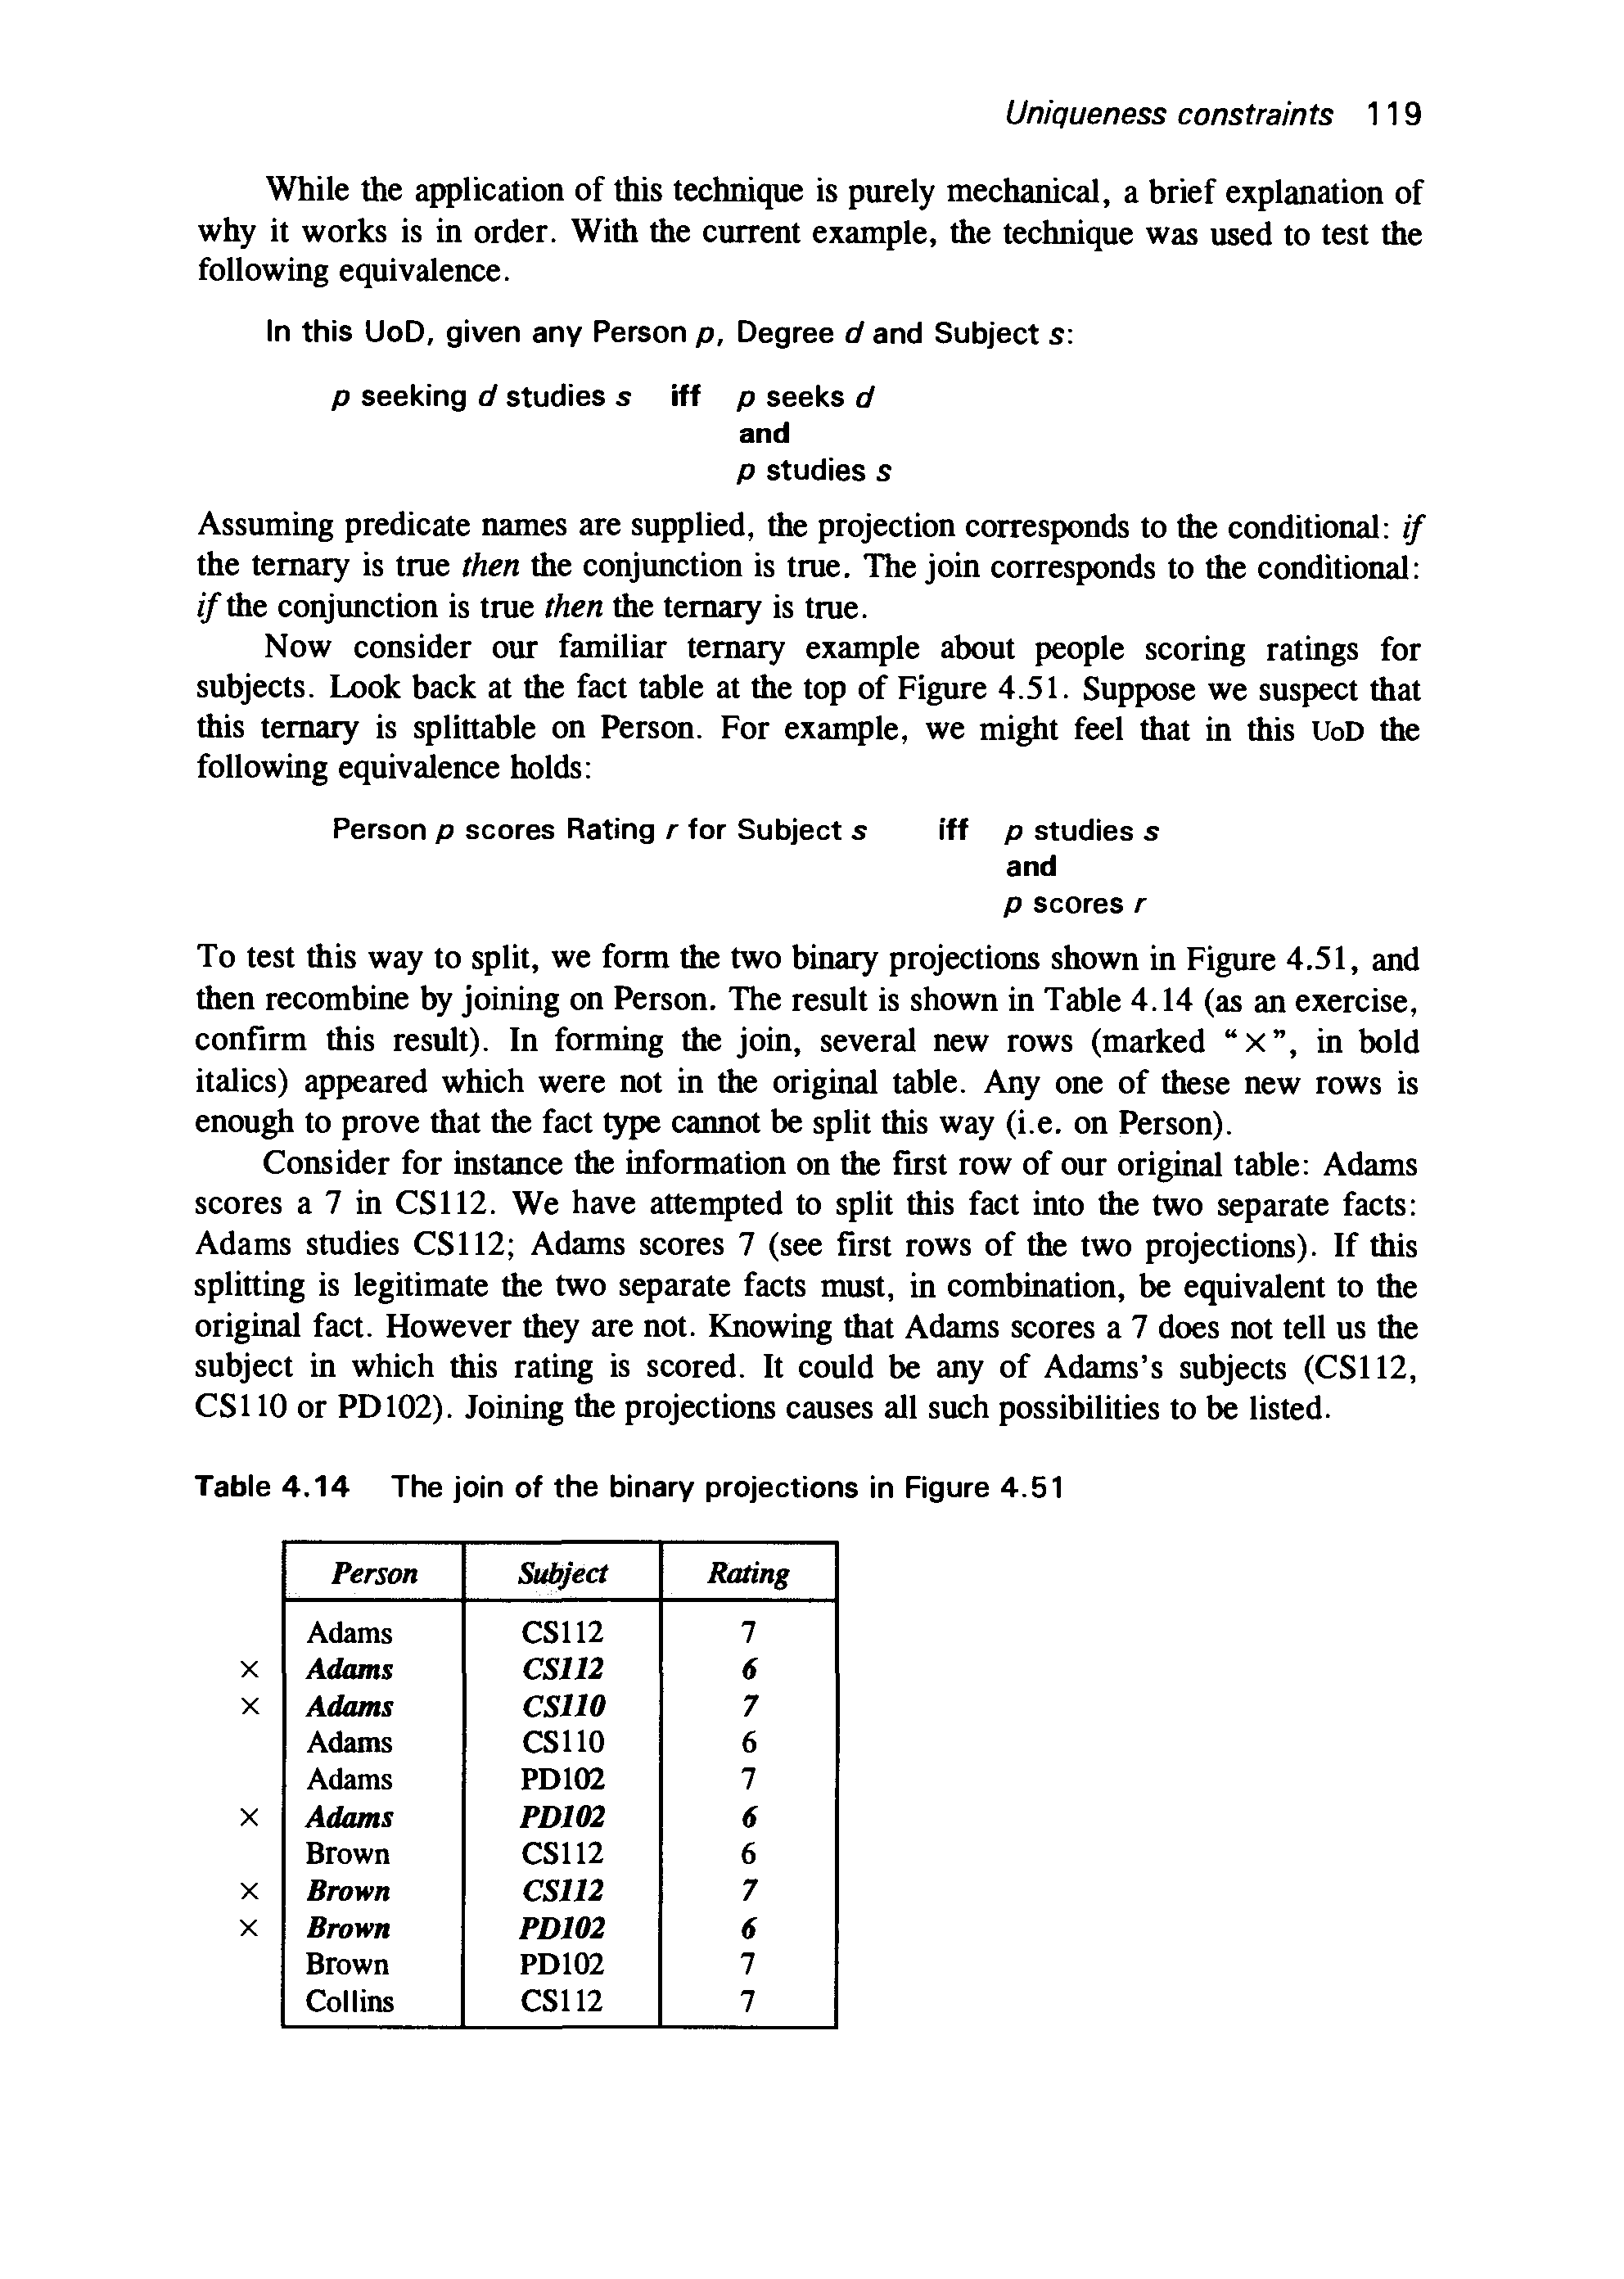 Uniqueness constraints 119
While the application of this technique is purely mechanical, a brief explanation of
why it works is in order. With the current example, the technique was used to test the
following equivalence.
In this UoD, given any Person p, Degree d and Subject s:
p seeking d studies s iff p seeks d
and
p studies s
Assuming predicate names are supplied, the projection corresponds to the conditional: if
the ternary is true then the conjunction is true. The join corresponds to the conditional:
if the conjunction is true then the ternary is true.
Now consider our familiar ternary example about people scoring ratings for
subjects. Look back at the fact table at the top of Figure 4.51. Suppose we suspect that
this ternary is splittable on Person. For example, we might feel that in this UoD the
following equivalence holds:
Person p scores Rating r for Subject s iff p studies s
and
p scores r
To test this way to split, we form the two binary projections shown in Figure 4.51, and
then recombine by joining on Person. The result is shown in Table 4.14 (as an exercise,
confirm this result). In forming the join, several new rows (marked “×”, in bold
italics) appeared which were not in the original table. Any one of these new rows is
enough to prove that the fact type cannot be split this way (i.e. on Person).
Consider for instance the information on the first row of our original table: Adams
scores a 7 in CS112. We have attempted to split this fact into the two separate facts:
Adams studies CS112; Adams scores 7 (see first rows of the two projections). If this
splitting is legitimate the two separate facts must, in combination, be equivalent to the
original fact. However they are not. Knowing that Adams scores a 7 does not tell us the
subject in which this rating is scored. It could be any of Adams’s subjects (CS112,
CS110 or PD102). Joining the projections causes all such possibilities to be listed.
Table 4.14 The join of the binary projections in Figure 4.51
Person Subject Rating
Adams CS112 7
× Adams CS112 6
× Adams CS110 7
Adams CS110 6
Adams PD102 7
× Adams PD102 6
Brown CS112 6
× Brown CS112 7
× Brown PD102 6
Brown PD102 7
Collins CS112 7